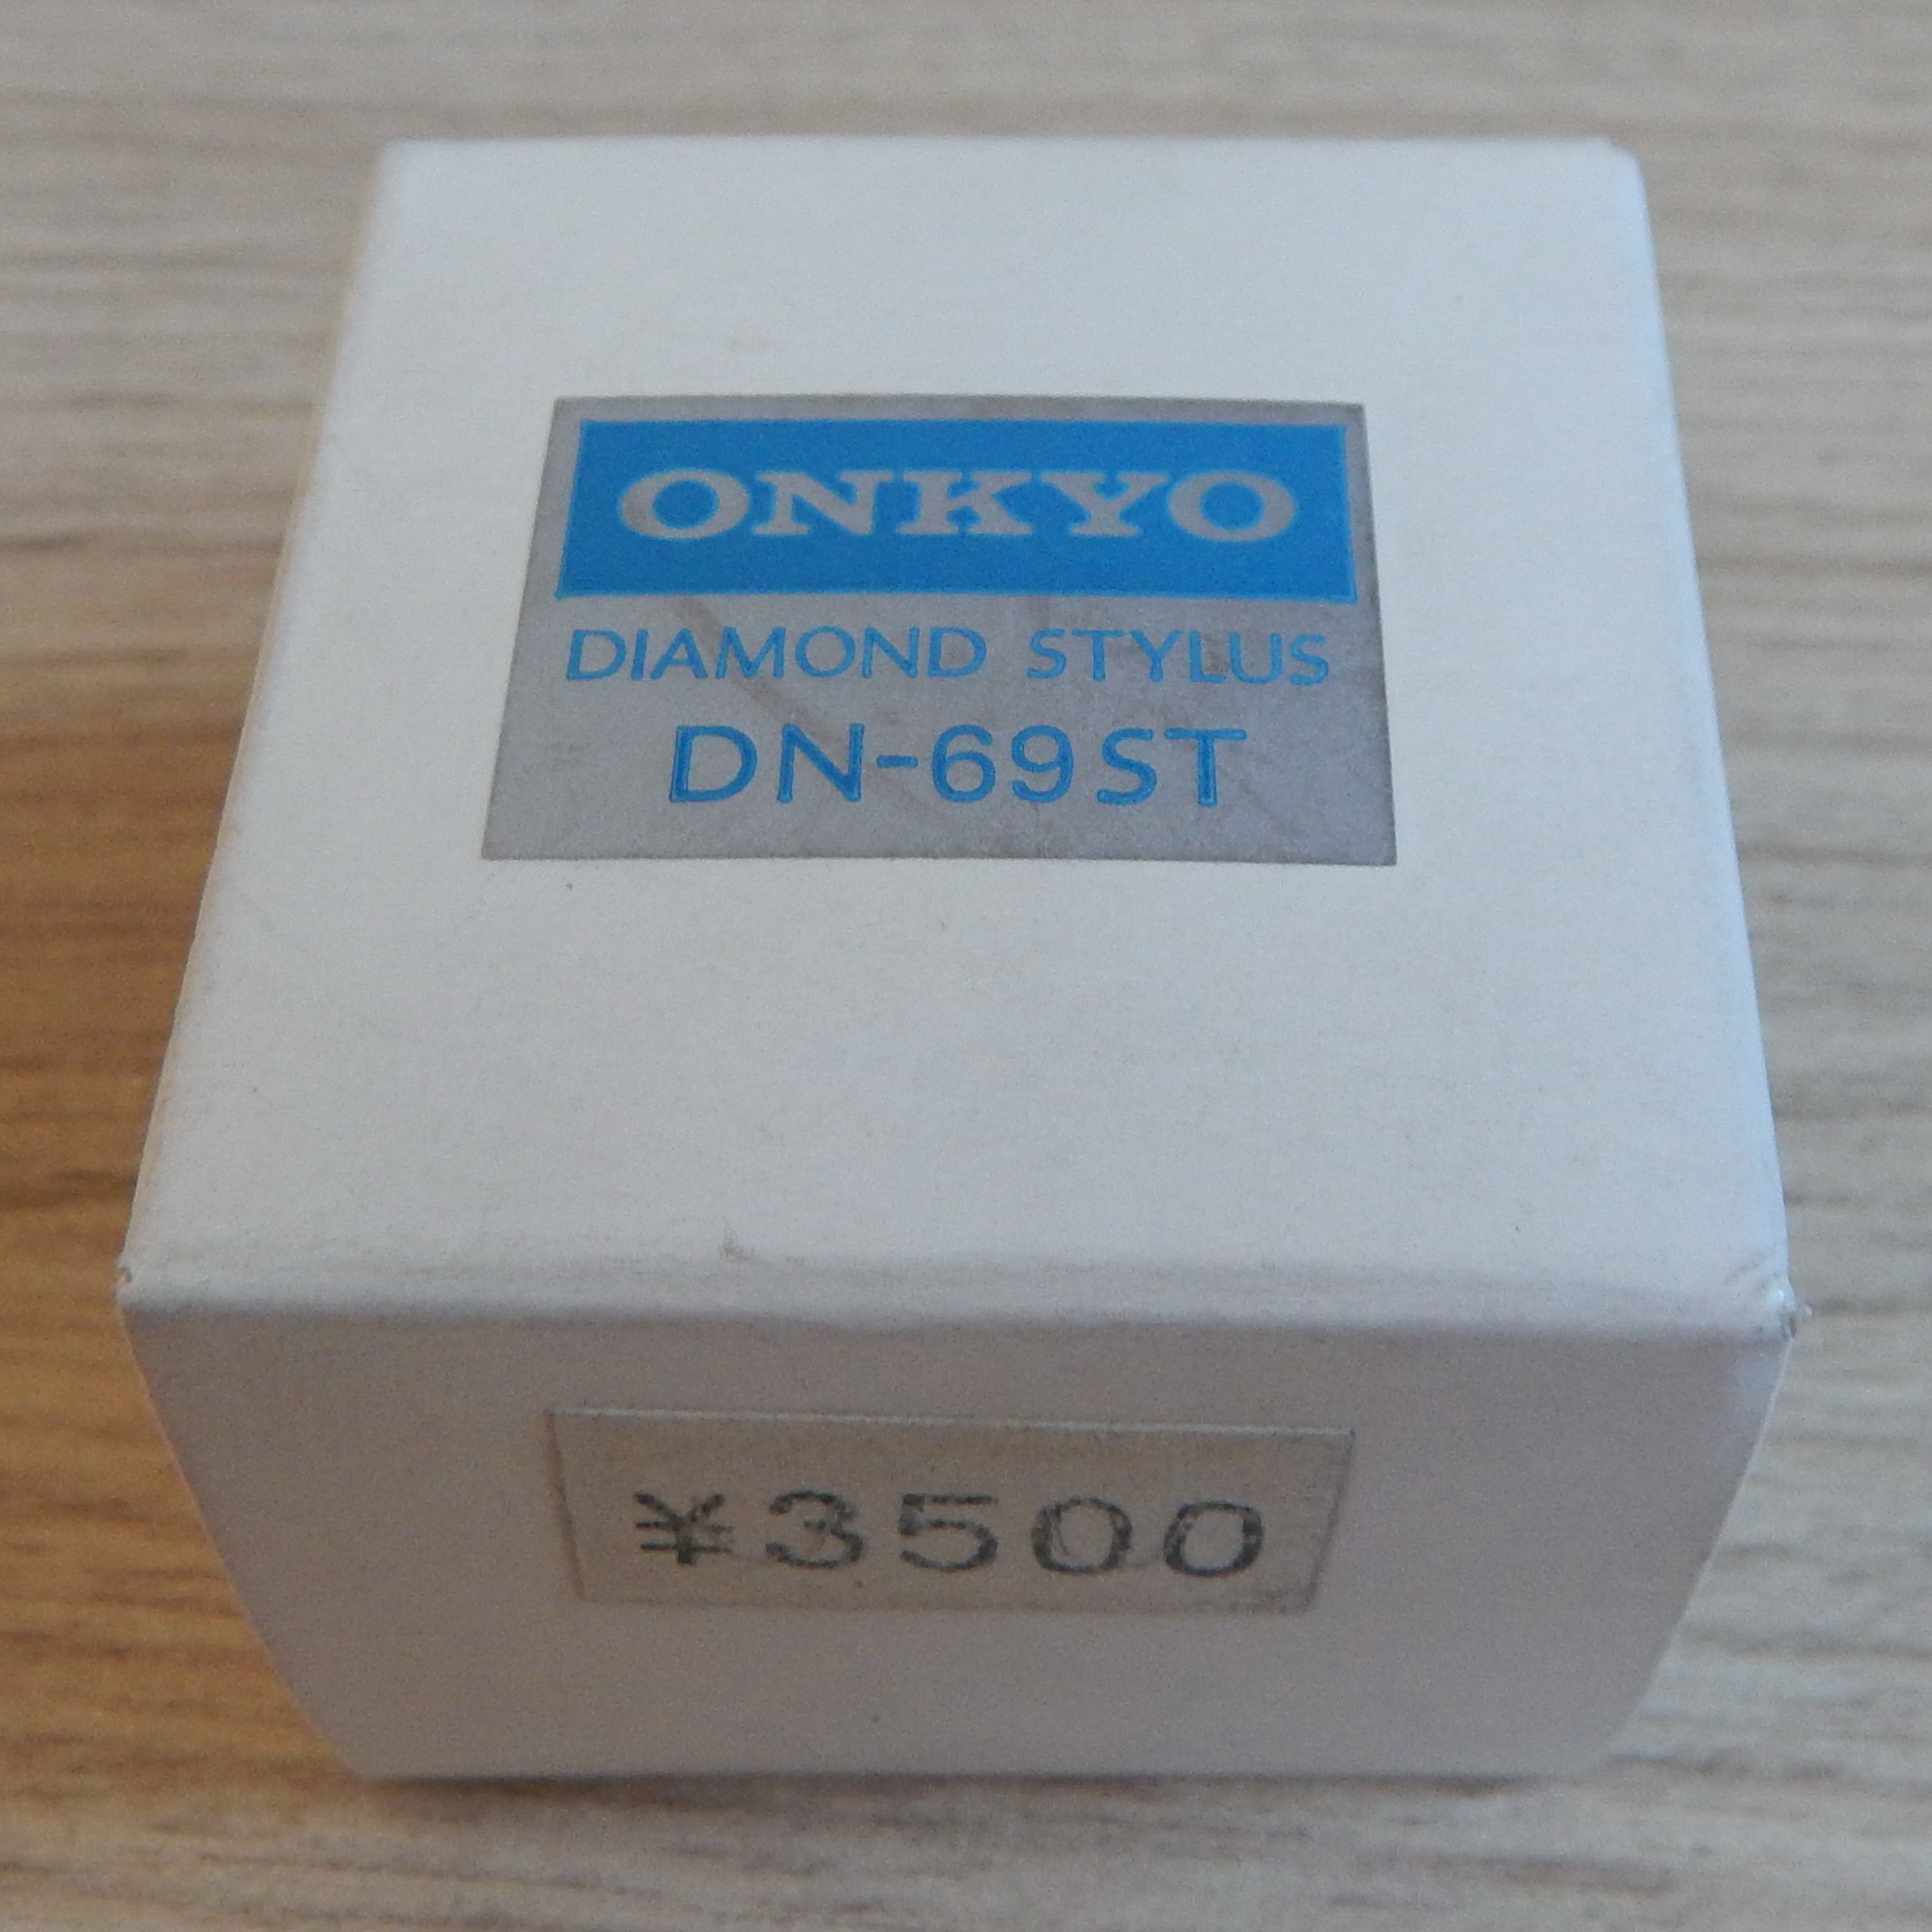 ONKYO
DIAMOND STYLUS
DN-69ST
¥3500